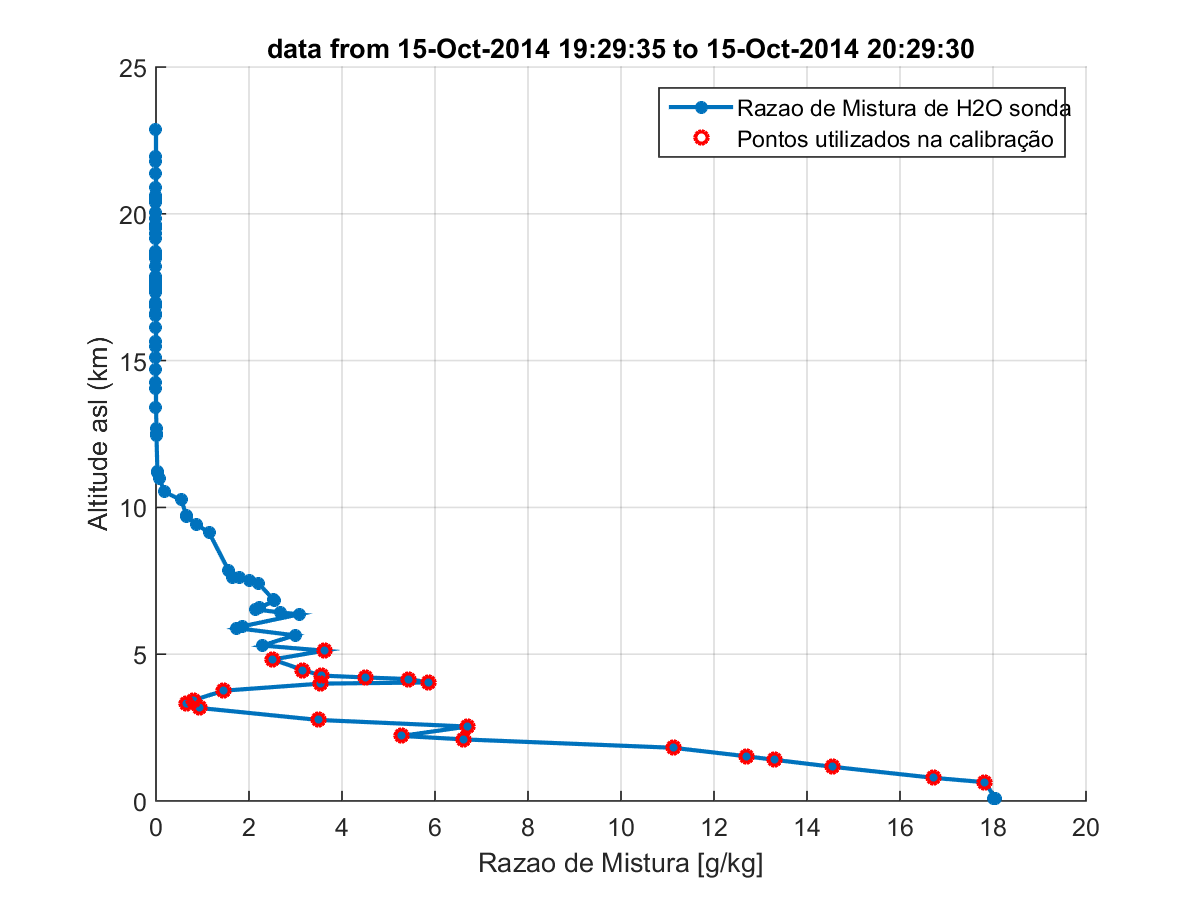 data from 15-Oct-2014 19:29:35 to 15-Oct-2014 20:29:30
Razao de Mistura de H2O sonda
Pontos utilizados na calibração
25
20
15
10
5
0
Altitude asl (km)
0 2 4 6 8 10 12 14 16 18 20
Razao de Mistura [g/kg]